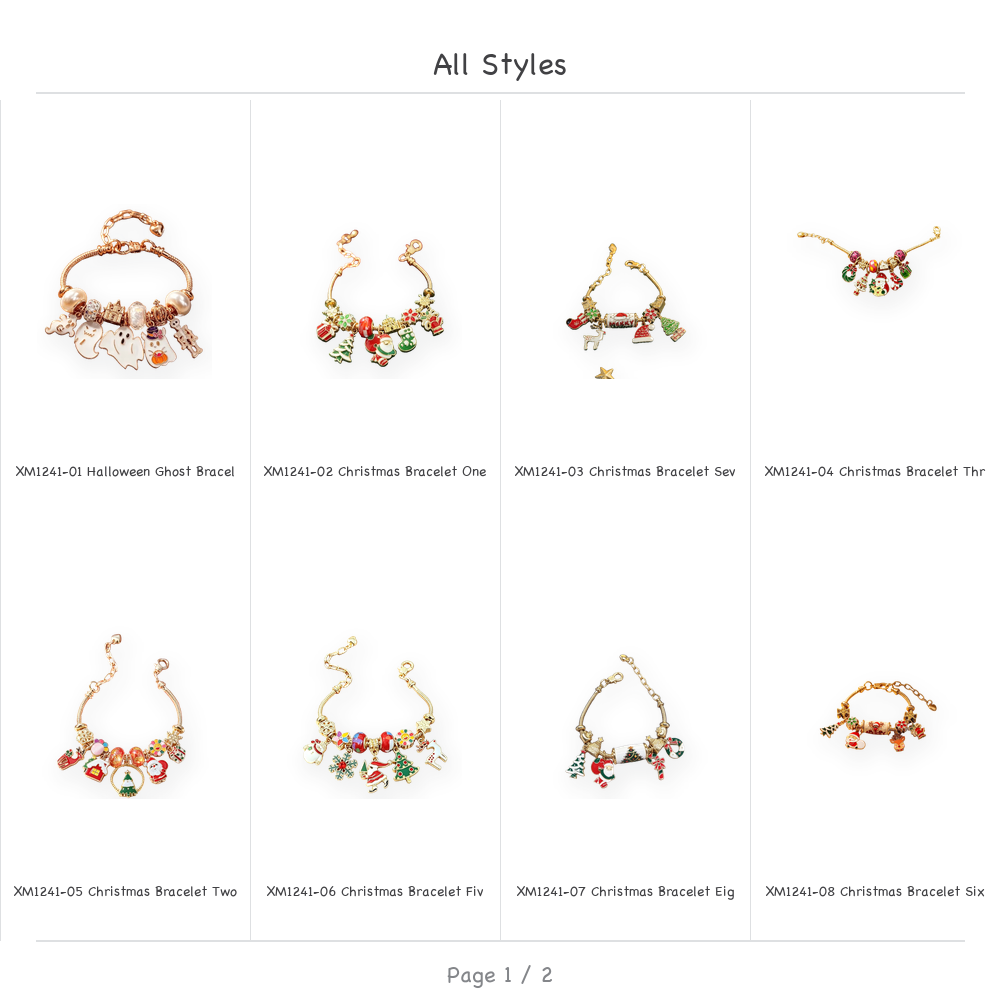 All Styles
XM1241-01 Halloween Ghost Bracel
XM1241-02 Christmas Bracelet One
XM1241-03 Christmas Bracelet Sev
XM1241-04 Christmas Bracelet Thr
XM1241-05 Christmas Bracelet Two
XM1241-06 Christmas Bracelet Fiv
XM1241-07 Christmas Bracelet Eig
XM1241-08 Christmas Bracelet Six
Page 1 / 2